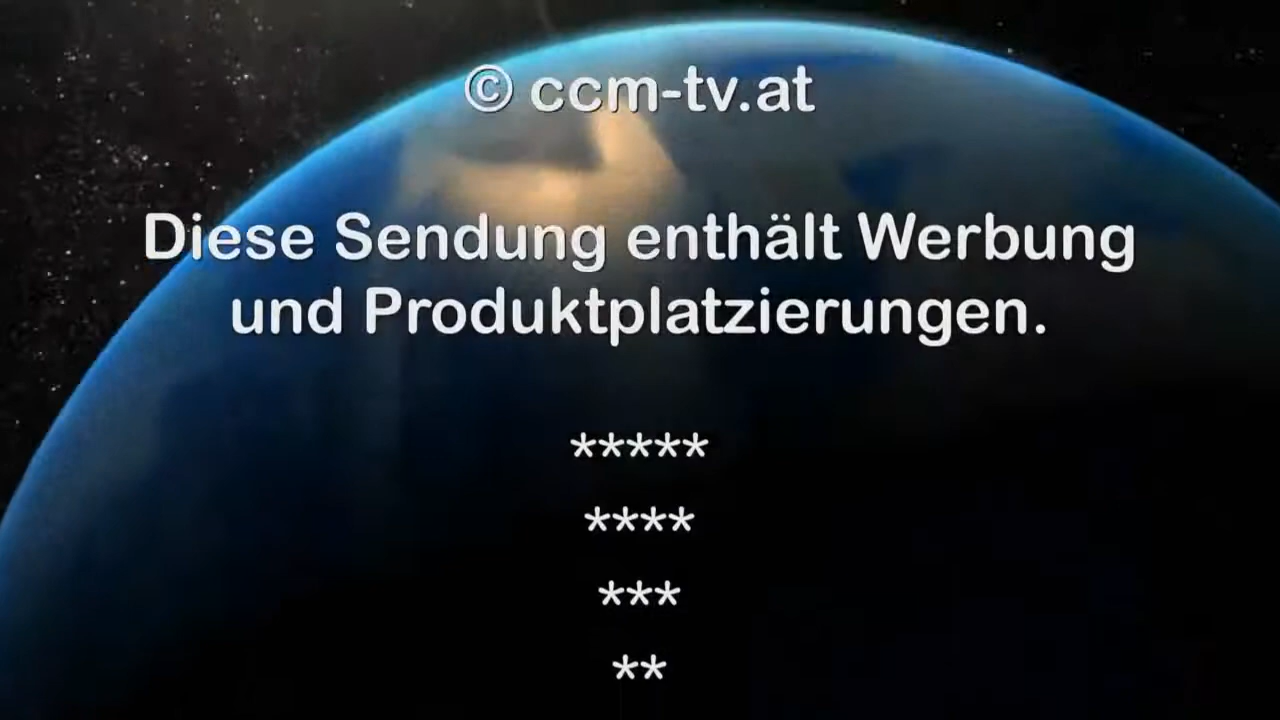 © ccm-tv.at
Diese Sendung enthält Werbung
und Produktplatzierungen.
*****
****
***
**